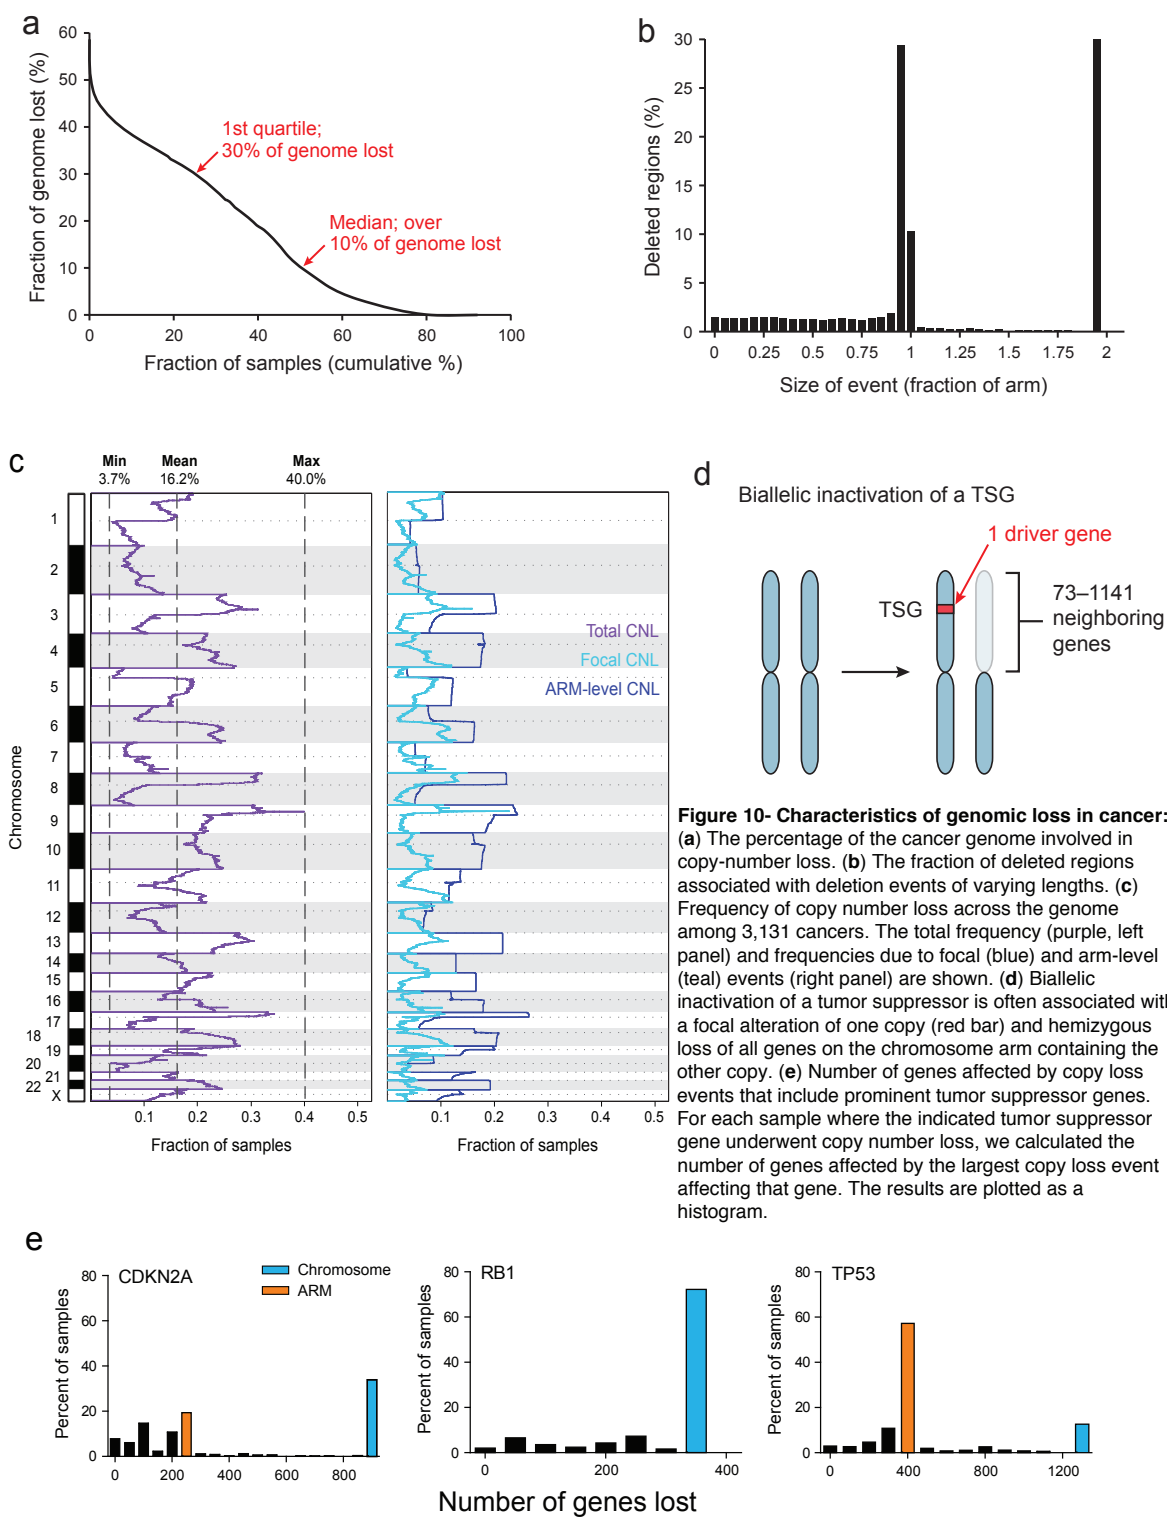 a
60
50
40
30
20
10
0
Fraction of genome lost (%)
1st quartile;
30% of genome lost
Median; over
10% of genome lost
0 20 40 60 80 100
Fraction of samples (cumulative %)
b
30
25
20
15
10
5
0
Deleted regions (%)
0 0.25 0.5 0.75 1 1.25 1.5 1.75 2
Size of event (fraction of arm)
c
Min Mean Max
3.7% 16.2% 40.0%
Chromosome
1
2
3
4
5
6
7
8
9
10
11
12
13
14
15
16
17
18
19
20
21
22
X
Total CNL
Focal CNL
ARM-level CNL
0.1 0.2 0.3 0.4 0.5
Fraction of samples
0.1 0.2 0.3 0.4 0.5
Fraction of samples
d
Biallelic inactivation of a TSG
1 driver gene
TSG
73–1141
neighboring
genes
Figure 10- Characteristics of genomic loss in cancer:
(a) The percentage of the cancer genome involved in
copy-number loss. (b) The fraction of deleted regions
associated with deletion events of varying lengths. (c)
Frequency of copy number loss across the genome
among 3,131 cancers. The total frequency (purple, left
panel) and frequencies due to focal (blue) and arm-level
(teal) events (right panel) are shown. (d) Biallelic
inactivation of a tumor suppressor is often associated with
a focal alteration of one copy (red bar) and hemizygous
loss of all genes on the chromosome arm containing the
other copy. (e) Number of genes affected by copy loss
events that include prominent tumor suppressor genes.
For each sample where the indicated tumor suppressor
gene underwent copy number loss, we calculated the
number of genes affected by the largest copy loss event
affecting that gene. The results are plotted as a
histogram.
e
CDKN2A
Chromosome
ARM
80
60
40
20
0
Percent of samples
0 200 400 600 800
RB1
80
60
40
20
0
Percent of samples
0 200 400
TP53
80
60
40
20
0
Percent of samples
0 400 800 1200
Number of genes lost